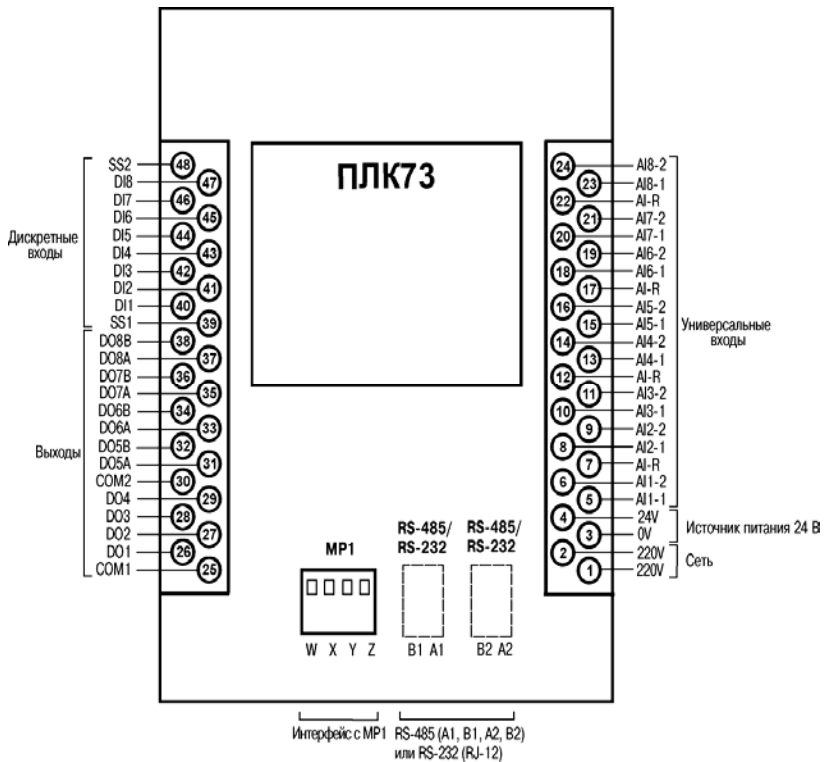 ПЛК73
Дискретные
входы
SS2 48
DI8 47
DI7 46
DI6 45
DI5 44
DI4 43
DI3 42
DI2 41
DI1 40
SS1 39
Выходы
DO8B 38
DO8A 37
DO7B 36
DO7A 35
DO6B 34
DO6A 33
DO5B 32
DO5A 31
COM2 30
DO4 29
DO3 28
DO2 27
DO1 26
COM1 25
24 AI8-2
23 AI8-1
22 AI-R
21 AI7-2
20 AI7-1
19 AI6-2
18 AI6-1
17 AI-R
16 AI5-2
15 AI5-1
14 AI4-2
13 AI4-1
12 AI-R
11 AI3-2
10 AI3-1
9 AI2-2
8 AI2-1
7 AI-R
6 AI1-2
5 AI1-1
Универсальные
входы
4 24V
3 0V
Источник питания 24 В
2 220V
1 220V
Сеть
MP1
W X Y Z
RS-485/
RS-232
B1 A1
RS-485/
RS-232
B2 A2
Интерфейс с МР1
RS-485 (A1, B1, A2, B2)
или RS-232 (RJ-12)